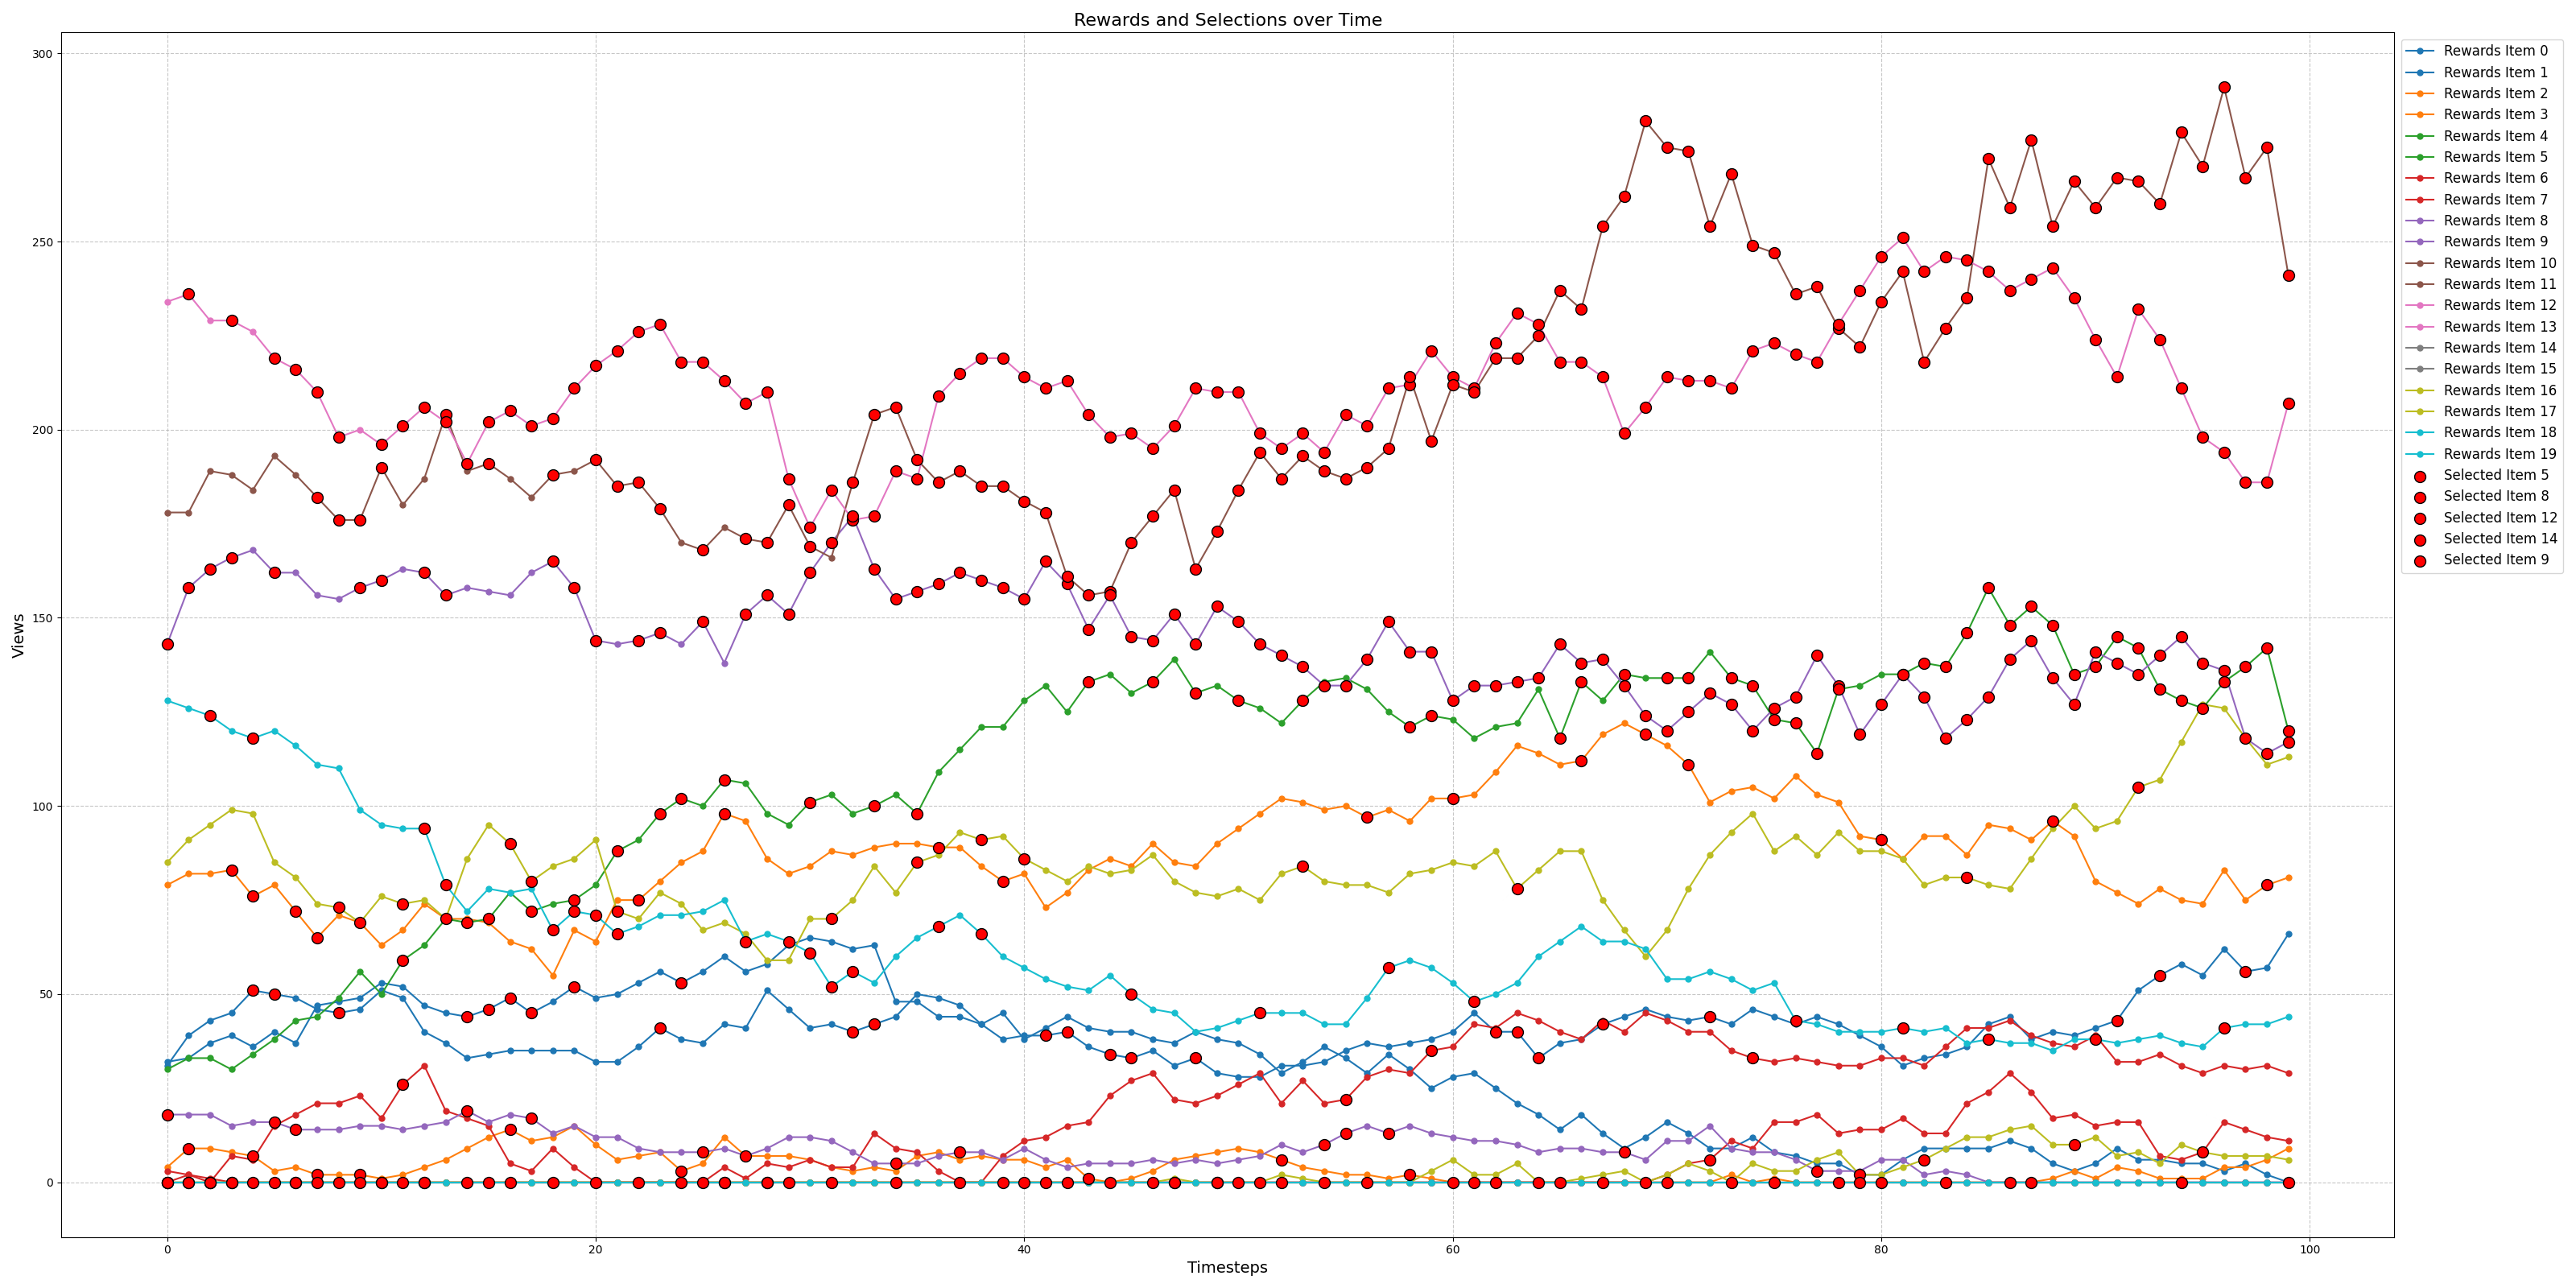 Rewards and Selections over Time
300
250
200
150
100
50
0
Views
0
20
40
60
80
100
Timesteps
Rewards Item 0
Rewards Item 1
Rewards Item 2
Rewards Item 3
Rewards Item 4
Rewards Item 5
Rewards Item 6
Rewards Item 7
Rewards Item 8
Rewards Item 9
Rewards Item 10
Rewards Item 11
Rewards Item 12
Rewards Item 13
Rewards Item 14
Rewards Item 15
Rewards Item 16
Rewards Item 17
Rewards Item 18
Rewards Item 19
Selected Item 5
Selected Item 8
Selected Item 12
Selected Item 14
Selected Item 9